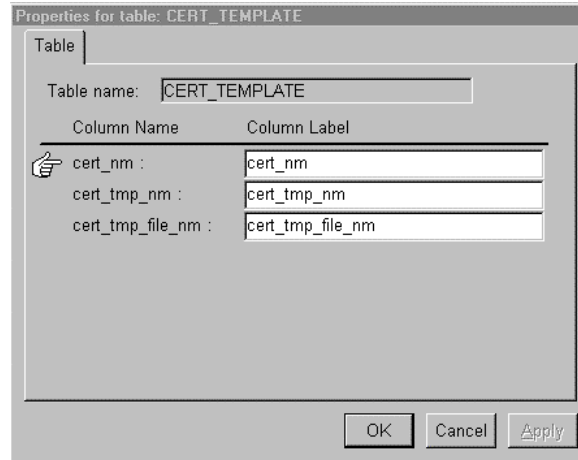 Properties for table: CERT_TEMPLATE
Table
Table name: CERT_TEMPLATE
Column Name Column Label
cert_nm : cert_nm
cert_tmp_nm : cert_tmp_nm
cert_tmp_file_nm : cert_tmp_file_nm
OK Cancel Apply